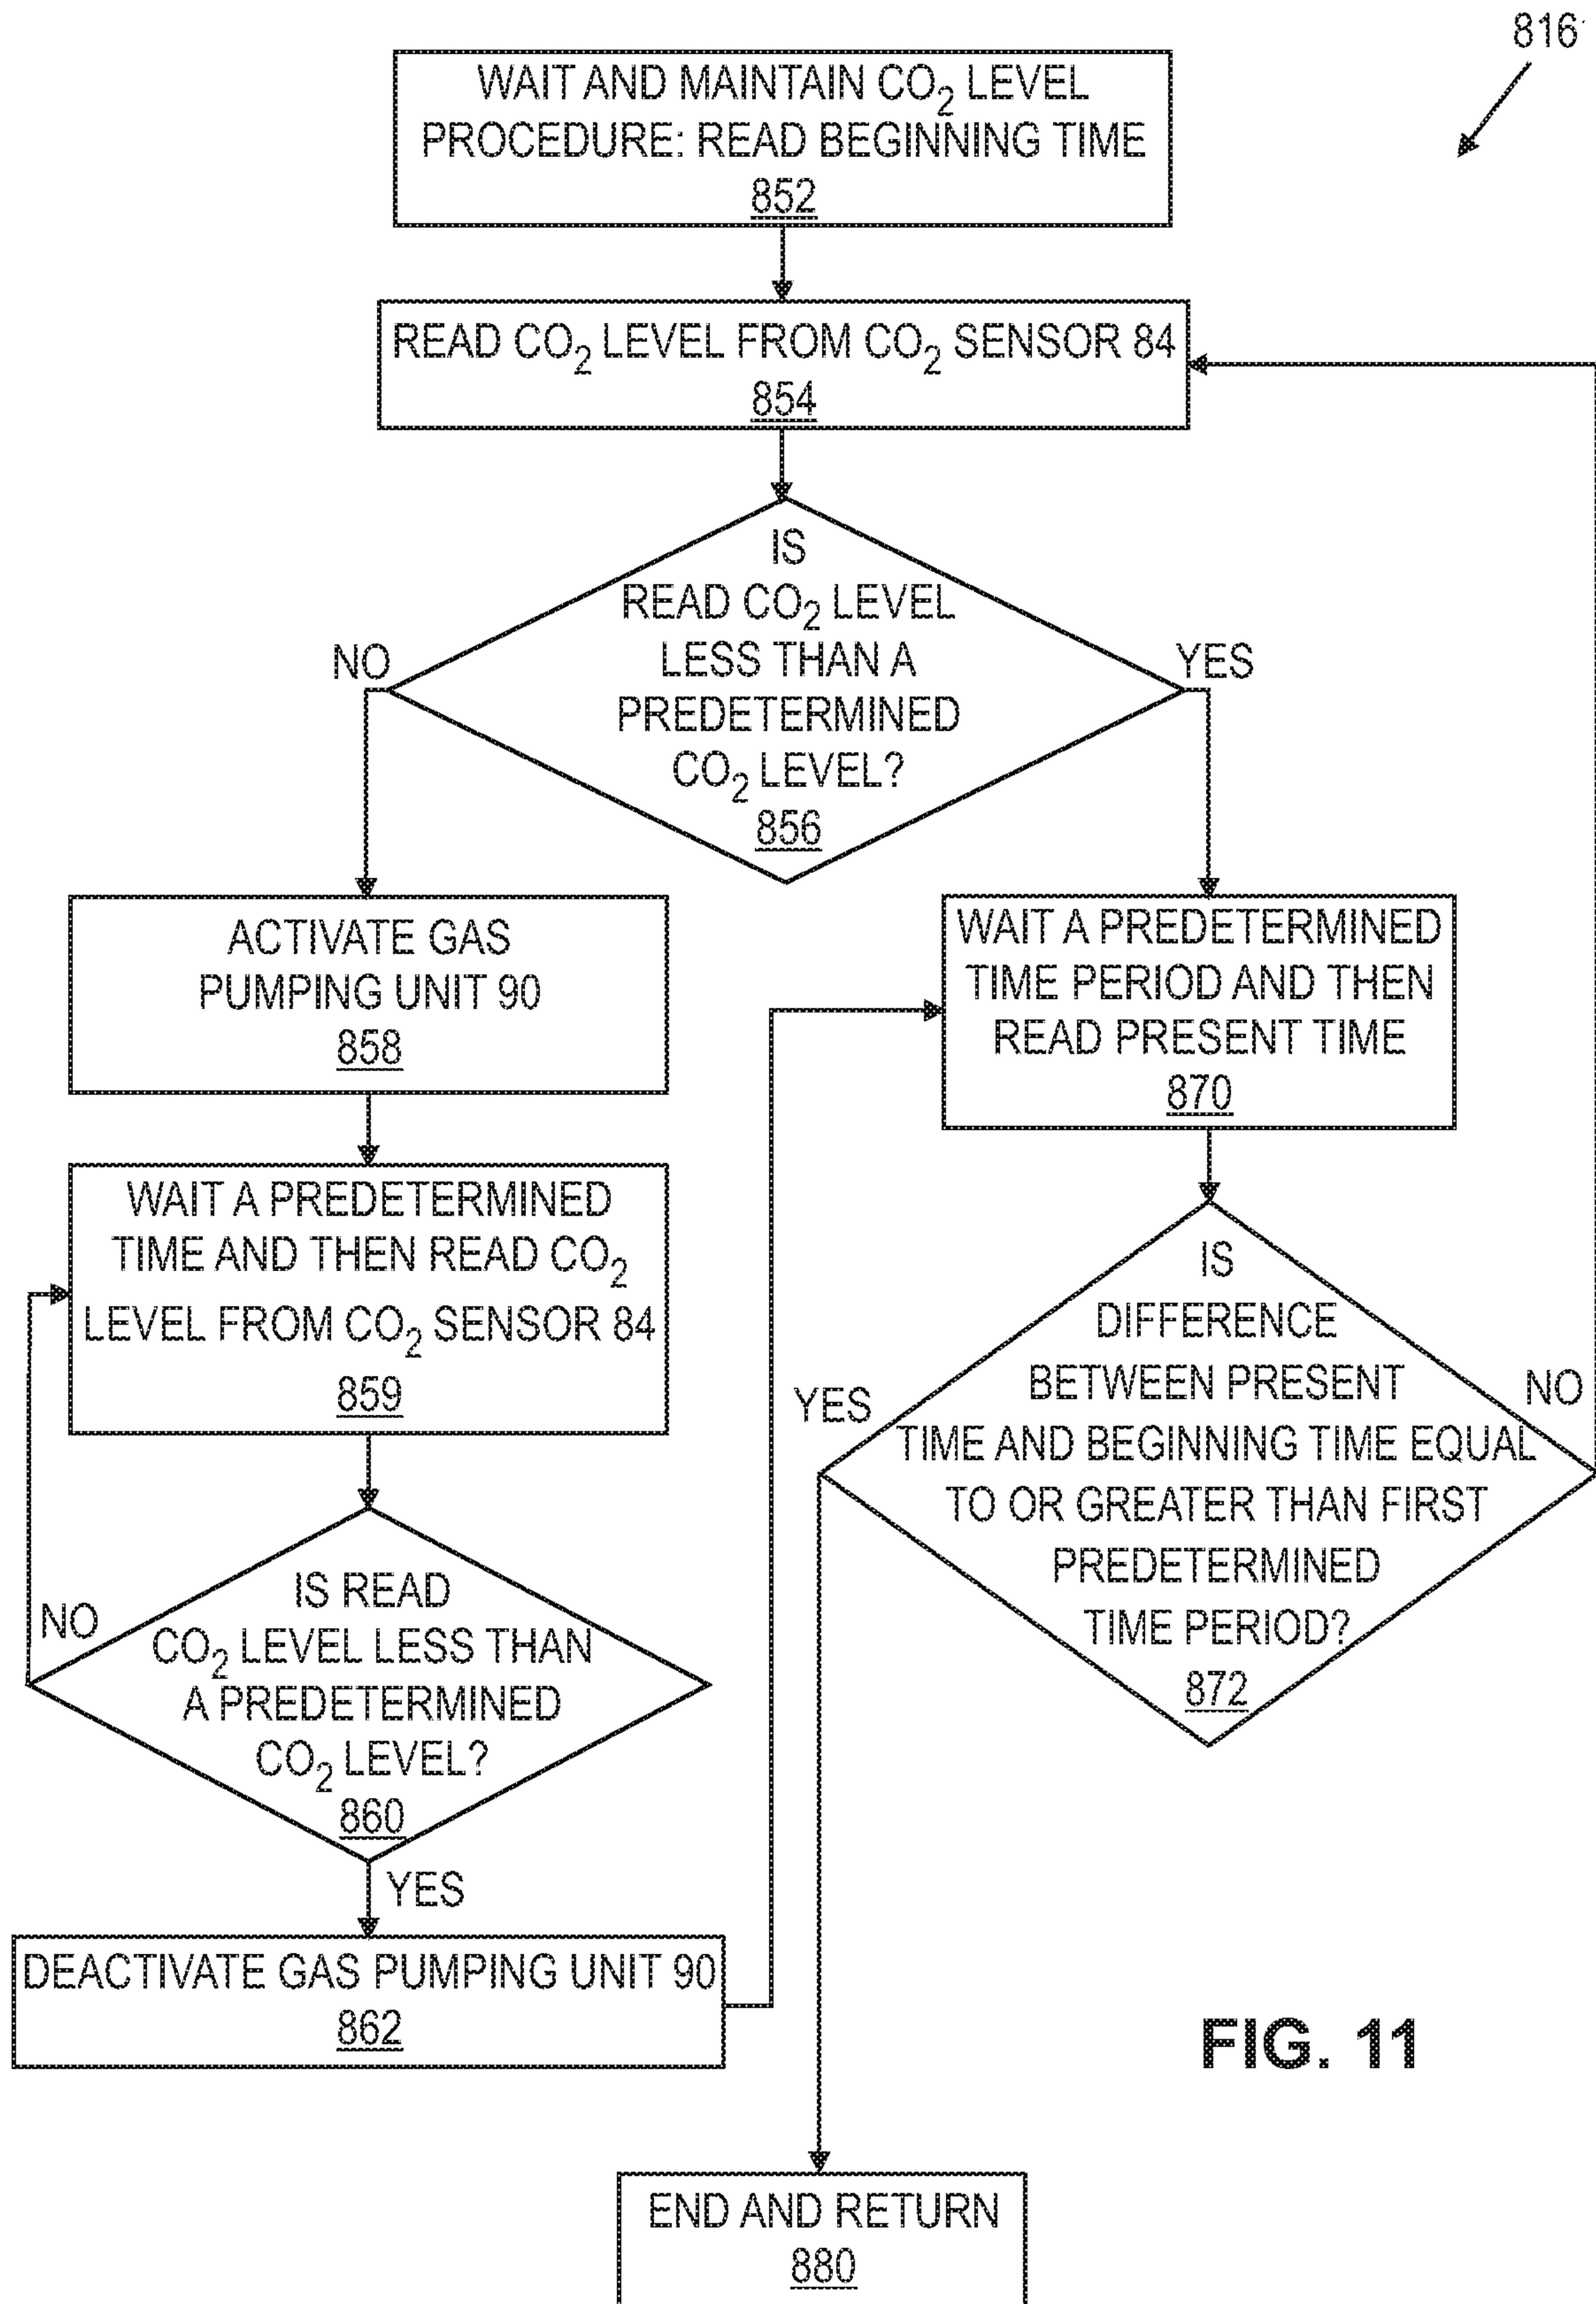 816
WAIT AND MAINTAIN CO2 LEVEL
PROCEDURE: READ BEGINNING TIME
852
READ CO2 LEVEL FROM CO2 SENSOR 84
854
IS
READ CO2 LEVEL
LESS THAN A
PREDETERMINED
CO2 LEVEL?
856
NO
YES
ACTIVATE GAS
PUMPING UNIT 90
858
WAIT A PREDETERMINED
TIME AND THEN READ CO2
LEVEL FROM CO2 SENSOR 84
859
IS READ
CO2 LEVEL LESS THAN
A PREDETERMINED
CO2 LEVEL?
860
NO
YES
DEACTIVATE GAS PUMPING UNIT 90
862
WAIT A PREDETERMINED
TIME PERIOD AND THEN
READ PRESENT TIME
870
IS
DIFFERENCE
BETWEEN PRESENT
TIME AND BEGINNING TIME EQUAL
TO OR GREATER THAN FIRST
PREDETERMINED
TIME PERIOD?
872
YES
NO
END AND RETURN
880
FIG. 11